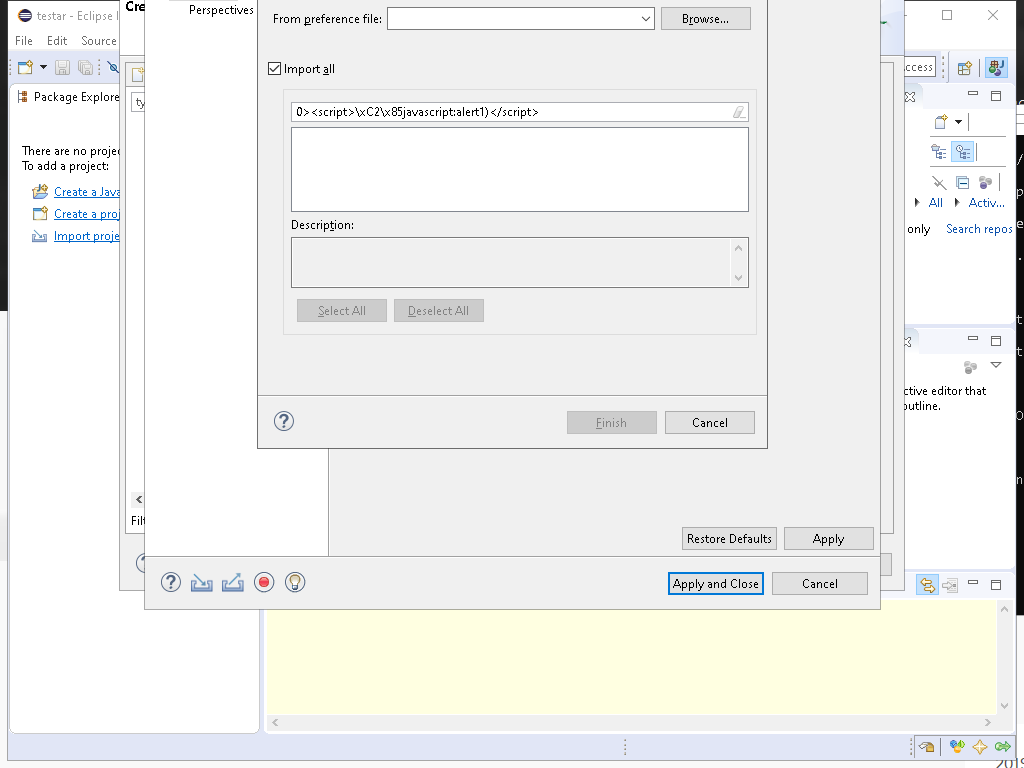 testar - Eclipse I
Cre
Perspectives
From preference file:
Browse...
File Edit Source
Import all
ccess
Package Explore
ty
0><script>\xC2\x85javascript:alert1)</script>
There are no proje
To add a project:
Create a Java
Create a proj
Import proje
All
Activ...
only
Search repos
Description:
Select All
Deselect All
ctive editor that
outline.
Finish
Cancel
Filt
Restore Defaults
Apply
Apply and Close
Cancel
2019